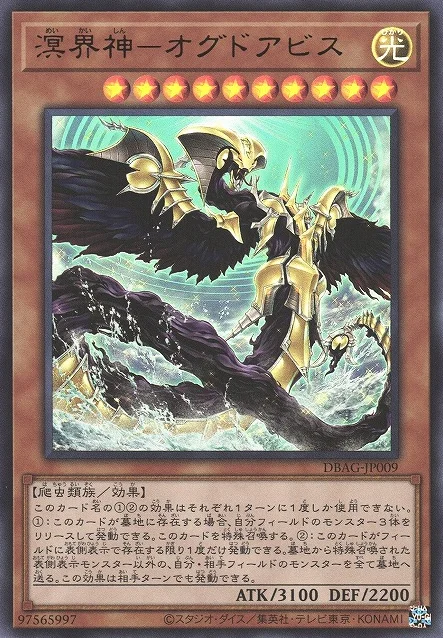 溟界神－オグドアビス
光
DBAG-JP009
【爬虫類族／効果】
このカード名の①②の効果はそれぞれ1ターンに1度しか使用できない。
①：このカードが墓地に存在する場合、自分フィールドのモンスター3体を
リリースして発動できる。このカードを特殊召喚する。②：このカードがフィー
ルドに表側表示で存在する限り1度だけ発動できる。墓地から特殊召喚された
表側表示モンスター以外の、自分・相手フィールドのモンスターを全て墓地へ
送る。この効果は相手ターンでも発動できる。
ATK/3100 DEF/2200
97565997
©スタジオ・ダイス／集英社・テレビ東京・KONAMI